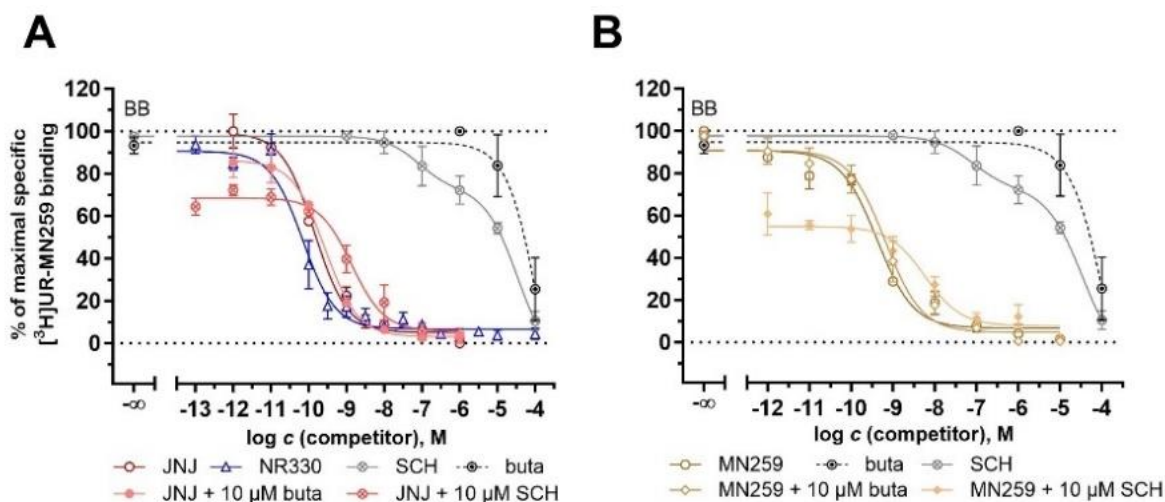 A
B
% of maximal specific
[³H]UR-MN259 binding
BB
120
100
80
60
40
20
0
-∞
-13 -12 -11 -10 -9 -8 -7 -6 -5 -4
log c (competitor), M
JNJ NR330 SCH buta
JNJ + 10 µM buta JNJ + 10 µM SCH
BB
120
100
80
60
40
20
0
-∞
-12 -11 -10 -9 -8 -7 -6 -5 -4
log c (competitor), M
MN259 buta SCH
MN259 + 10 µM buta MN259 + 10 µM SCH